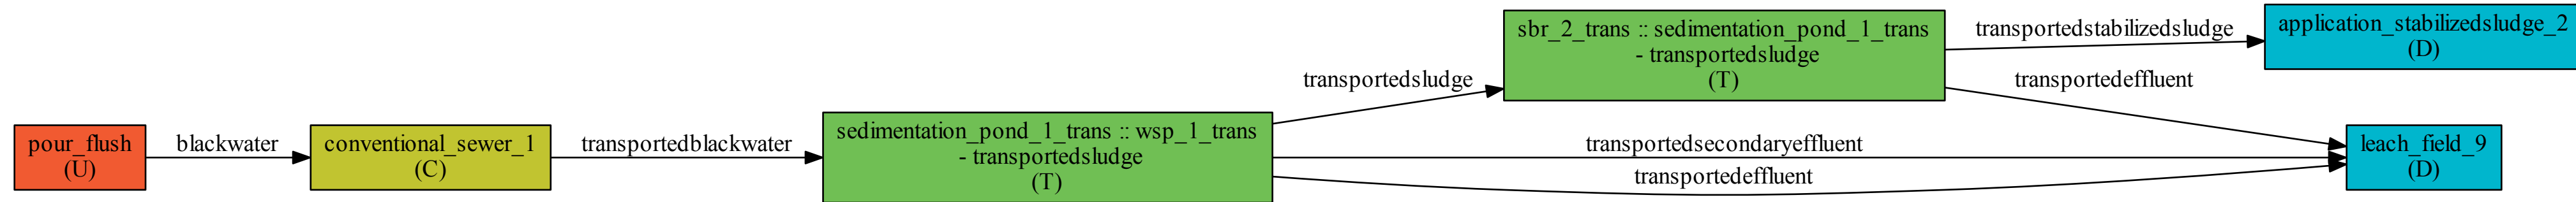 pour_flush
(U)
blackwater
conventional_sewer_1
(C)
transportedblackwater
sedimentation_pond_1_trans :: wsp_1_trans
- transportedsludge
(T)
transportedsludge
sbr_2_trans :: sedimentation_pond_1_trans
- transportedsludge
(T)
transportedstabilizedsludge
application_stabilizedsludge_2
(D)
transportedeffluent
transportedsecondaryeffluent
transportedeffluent
leach_field_9
(D)